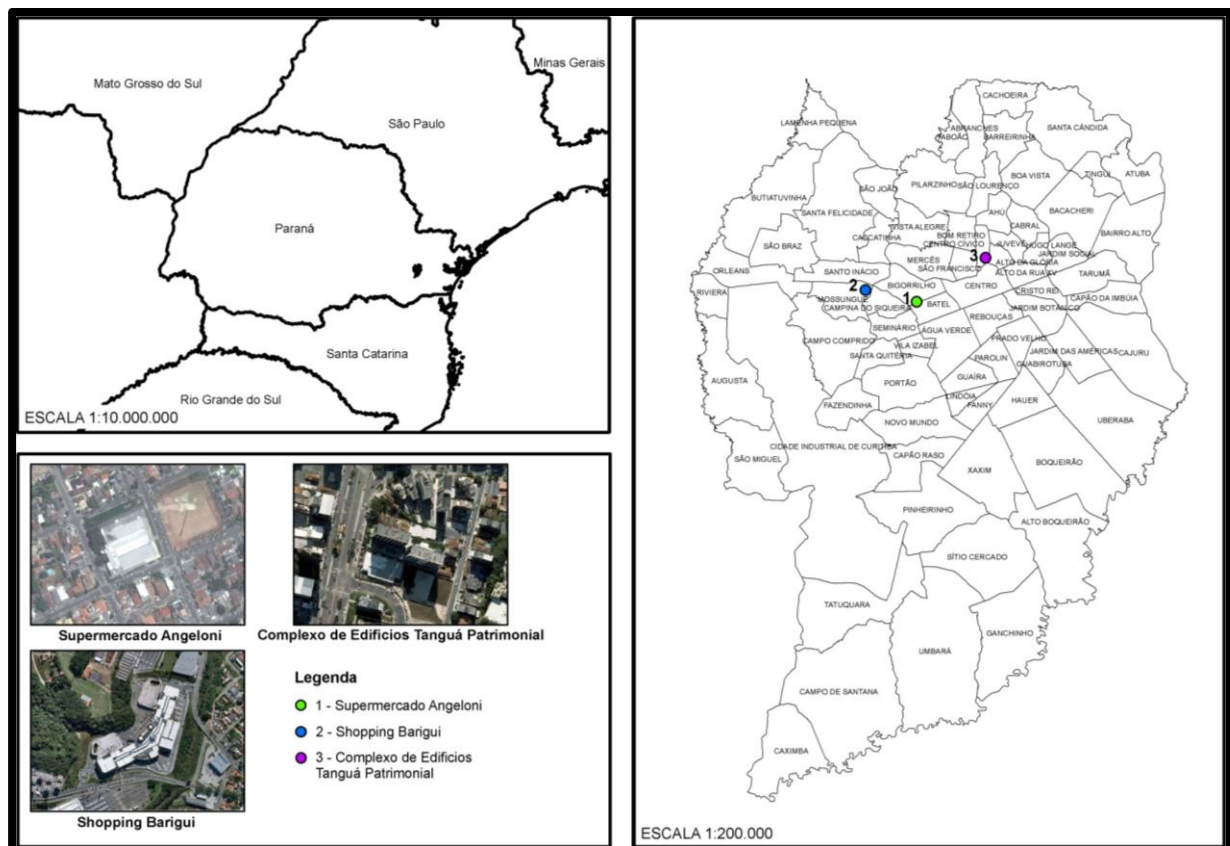 Mato Grosso do Sul
Minas Gerais
São Paulo
Paraná
Santa Catarina
Rio Grande do Sul
ESCALA 1:10.000.000
Supermercado Angeloni
Complexo de Edificios Tanguá Patrimonial
Shopping Barigui
Legenda
1 - Supermercado Angeloni
2 - Shopping Barigui
3 - Complexo de Edificios
Tanguá Patrimonial
CACHOEIRA
LAMENHA PEQUENA
ABRANCHES
SANTA CÂNDIDA
TABOÃO
BARREIRINHA
BOA VISTA
TINGUI
ATUBA
PILARZINHO
SÃO LOURENÇO
SÃO JOÃO
BUTIATUVINHA
SANTA FELICIDADE
AHÚ
BACACHERI
VISTA ALEGRE
CABRAL
BAIRRO ALTO
CASCATINHA
BOM RETIRO
SÃO BRAZ
CENTRO CÍVICO
JUVEVÊ
HUGO LANGE
JARDIM SOCIAL
3
MERCÊS
ALTO DA GLÓRIA
ORLEANS
SANTO INÁCIO
SÃO FRANCISCO
ALTO DA RUA XV
TARUMÃ
2
BIGORRILHO
CENTRO
RIVIERA
CRISTO REI
MOSSUNGUÊ
1
BATEL
CAPÃO DA IMBÚIA
CAMPINA DO SIQUEIRA
JARDIM BOTÂNICO
REBOUÇAS
SEMINÁRIO
ÁGUA VERDE
CAMPO COMPRIDO
VILA IZABEL
PRADO VELHO
SANTA QUITÉRIA
PAROLIN
JARDIM DAS AMÉRICAS
CAJURU
GUABIROTUBA
GUAÍRA
AUGUSTA
PORTÃO
LINDÓIA
FAZENDINHA
FANNY
HAUER
UBERABA
NOVO MUNDO
CIDADE INDUSTRIAL DE CURITIBA
SÃO MIGUEL
CAPÃO RASO
BOQUEIRÃO
XAXIM
PINHEIRINHO
ALTO BOQUEIRÃO
SÍTIO CERCADO
TATUQUARA
GANCHINHO
UMBARÁ
CAMPO DE SANTANA
CAXIMBA
ESCALA 1:200.000